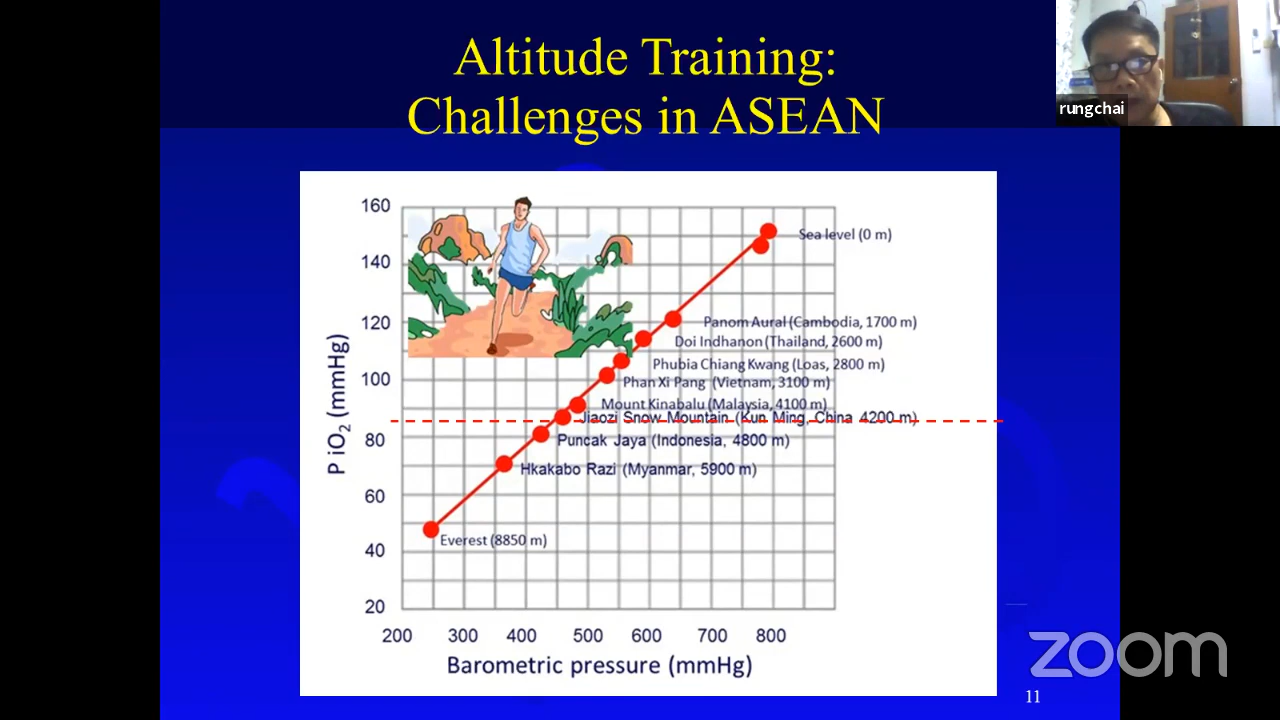 Altitude Training:
Challenges in ASEAN
rungchai
160
140
120
100
80
60
40
20
P iO2 (mmHg)
Sea level (0 m)
Panom Aural (Cambodia, 1700 m)
Doi Indhanon (Thailand, 2600 m)
Phubia Chiang Kwang (Loas, 2800 m)
Phan Xi Pang (Vietnam, 3100 m)
Mount Kinabalu (Malaysia, 4100 m)
Jiaozi Snow Mountain (Kun Ming, China 4200 m)
Puncak Jaya (Indonesia, 4800 m)
Hkakabo Razi (Myanmar, 5900 m)
Everest (8850 m)
200 300 400 500 600 700 800
Barometric pressure (mmHg)
zoom
11